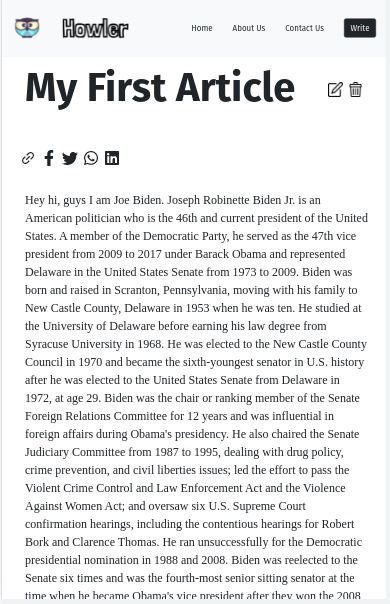 Howler
Home
About Us
Contact Us
Write
My First Article
Hey hi, guys I am Joe Biden. Joseph Robinette Biden Jr. is an
American politician who is the 46th and current president of the United
States. A member of the Democratic Party, he served as the 47th vice
president from 2009 to 2017 under Barack Obama and represented
Delaware in the United States Senate from 1973 to 2009. Biden was
born and raised in Scranton, Pennsylvania, moving with his family to
New Castle County, Delaware in 1953 when he was ten. He studied at
the University of Delaware before earning his law degree from
Syracuse University in 1968. He was elected to the New Castle County
Council in 1970 and became the sixth-youngest senator in U.S. history
after he was elected to the United States Senate from Delaware in
1972, at age 29. Biden was the chair or ranking member of the Senate
Foreign Relations Committee for 12 years and was influential in
foreign affairs during Obama's presidency. He also chaired the Senate
Judiciary Committee from 1987 to 1995, dealing with drug policy,
crime prevention, and civil liberties issues; led the effort to pass the
Violent Crime Control and Law Enforcement Act and the Violence
Against Women Act; and oversaw six U.S. Supreme Court
confirmation hearings, including the contentious hearings for Robert
Bork and Clarence Thomas. He ran unsuccessfully for the Democratic
presidential nomination in 1988 and 2008. Biden was reelected to the
Senate six times and was the fourth-most senior sitting senator at the
time when he became Obama's vice president after they won the 2008